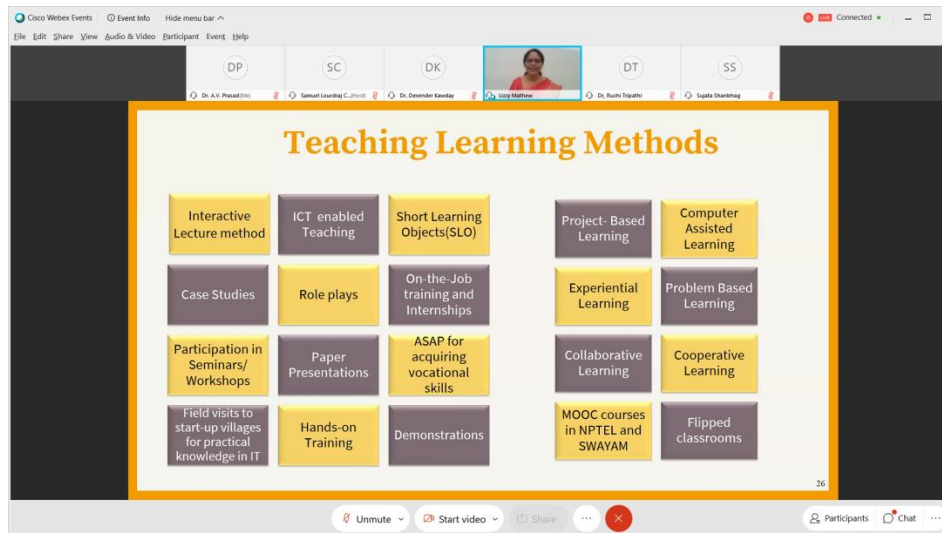 Cisco Webex Events
Event Info
Hide menu bar
Connected
LIVE
File Edit Share View Audio & Video Participant Event Help
DP
SC
DK
DT
SS
Dr. A.V. Prasad (Me)
Samuel Lourdraj C... (Host)
Dr. Devender Kawday
Lizzy Mathew
Dr. Ruchi Tripathi
Sujata Shanbhag
Teaching Learning Methods
Interactive
Lecture method
ICT enabled
Teaching
Short Learning
Objects(SLO)
Project- Based
Learning
Computer
Assisted
Learning
Case Studies
Role plays
On-the-Job
training and
Internships
Experiential
Learning
Problem Based
Learning
Participation in
Seminars/
Workshops
Paper
Presentations
ASAP for
acquiring
vocational
skills
Collaborative
Learning
Cooperative
Learning
Field visits to
start-up villages
for practical
knowledge in IT
Hands-on
Training
Demonstrations
MOOC courses
in NPTEL and
SWAYAM
Flipped
classrooms
26
Unmute
Start video
Share
Participants
Chat